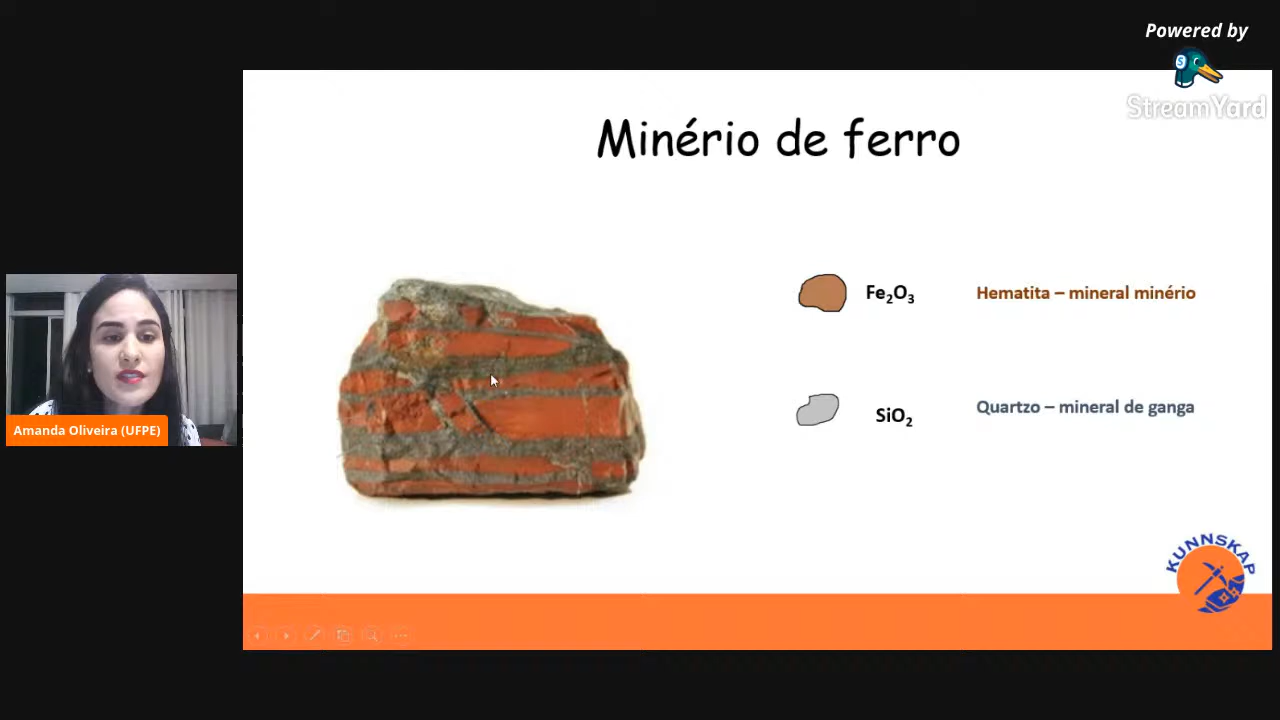 Powered by
StreamYard
Minério de ferro
Fe₂O₃
Hematita – mineral minério
SiO₂
Quartzo – mineral de ganga
Amanda Oliveira (UFPE)
KUNNSKAP